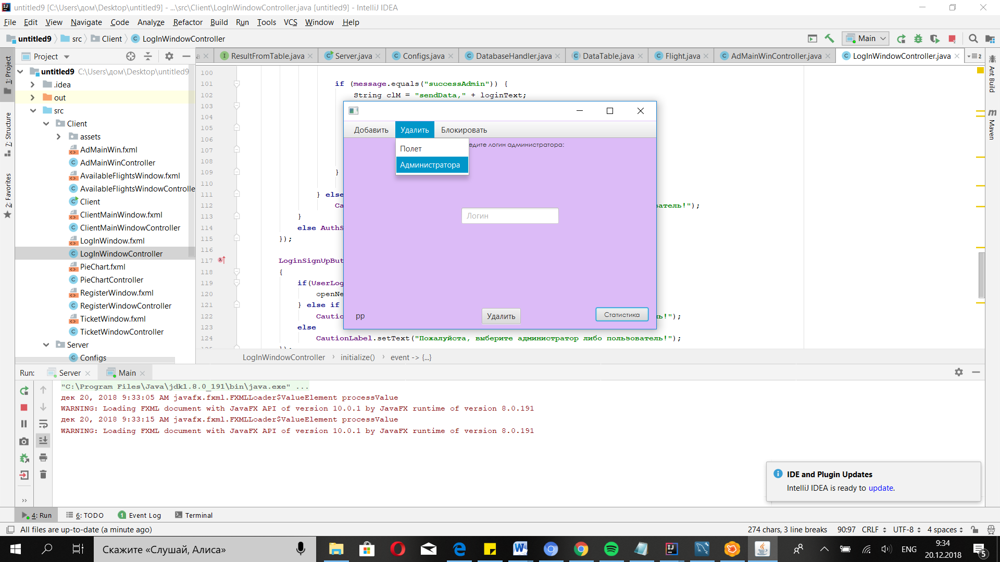 untitled9 [C:\Users\дом\Desktop\untitled9] - ...\src\Client\LogInWindowController.java [untitled9] - IntelliJ IDEA
File Edit View Navigate Code Analyze Refactor Build Run Tools VCS Window Help
untitled9 src Client LogInWindowController Main
Project
ResultFromTable.java Server.java Configs.java DatabaseHandler.java DataTable.java Flight.java AdMainWinController.java LogInWindowController.java 2
1: Project
7: Structure
2: Favorites
Ant Build
Maven
untitled9 C:\Users\дом\Desktop\untitled9
.idea
out
src
Client
assets
AdMainWin.fxml
AdMainWinController
AvailableFlightsWindow.fxml
AvailableFlightsWindowControlle
Client
ClientMainWindow.fxml
ClientMainWindowController
LogInWindow.fxml
LogInWindowController
PieChart.fxml
PieChartController
RegisterWindow.fxml
RegisterWindowController
TicketWindow.fxml
TicketWindowController
Server
Configs
100
101 if (message.equals("successAdmin")) {
102 String clM = "sendData," + loginText;
103
104
105
106
107
108
109 }
110
111 } else
112 Ca ватель!");
113 }
114 else AuthS
115 });
116
117 LoginSignUpBut
118 {
119 if(UserLog
120 openNe
121 } else if
122 Cautio ль!");
123 else
124 CautionLabel.setText("Пожалуйста, выберите администратор либо пользователь!");
Добавить Удалить Блокировать
Полет
Администратора
едите логин администратора:
Логин
pp
Удалить
Статистика
LogInWindowController initialize() event -> {...}
Run: Server Main
"C:\Program Files\Java\jdk1.8.0_191\bin\java.exe" ...
дек 20, 2018 9:33:05 AM javafx.fxml.FXMLLoader$ValueElement processValue
WARNING: Loading FXML document with JavaFX API of version 10.0.1 by JavaFX runtime of version 8.0.191
дек 20, 2018 9:33:15 AM javafx.fxml.FXMLLoader$ValueElement processValue
WARNING: Loading FXML document with JavaFX API of version 10.0.1 by JavaFX runtime of version 8.0.191
IDE and Plugin Updates
IntelliJ IDEA is ready to update.
4: Run 6: TODO 1 Event Log Terminal
All files are up-to-date (a minute ago) 274 chars, 3 line breaks 90:97 CRLF UTF-8 4 spaces
Скажите «Слушай, Алиса» ENG 9:34
20.12.2018 5